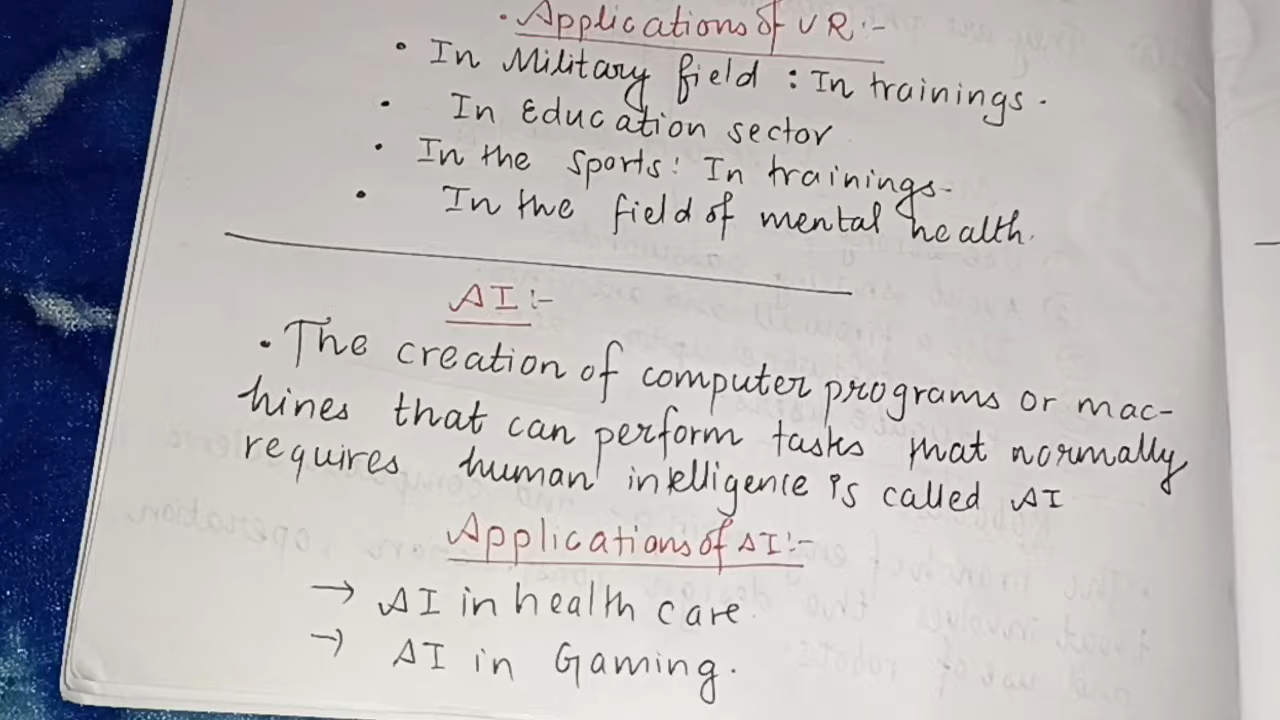 • Applications of VR :-
• In Military field : In trainings.
• In Education sector
• In the sports: In trainings-
• In the field of mental health.
AI :-
• The creation of computer programs or mac-
hines that can perform tasks that normally
requires human intelligence is called AI
Applications of AI :-
→ AI in health care
→ AI in Gaming.